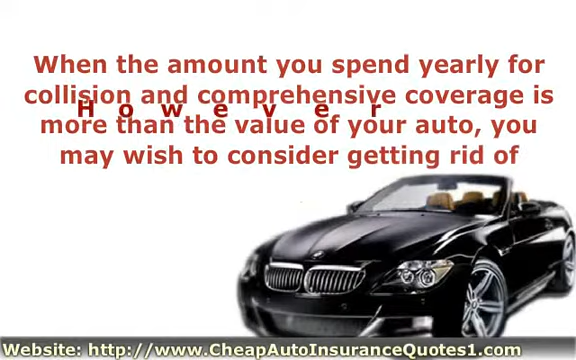 When the amount you spend yearly for
collision and comprehensive coverage is
However
more than the value of your auto, you
may wish to consider getting rid of
Website: http://www.CheapAutoInsuranceQuotes1.com